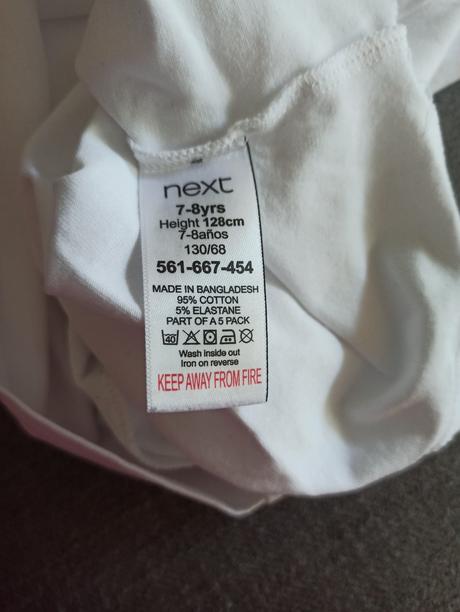 next
7-8yrs
Height 128cm
7-8años
130/68
561-667-454
MADE IN BANGLADESH
95% COTTON
5% ELASTANE
PART OF A 5 PACK
40
Wash inside out
Iron on reverse
KEEP AWAY FROM FIRE